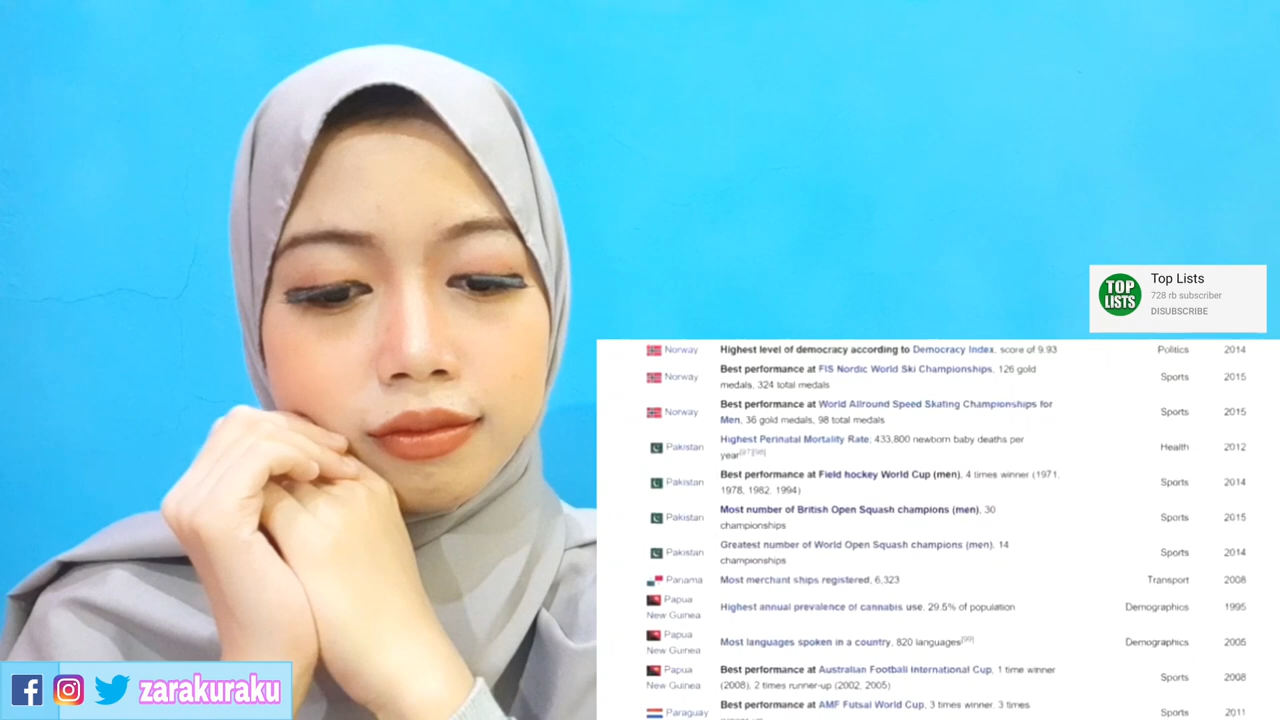 TOP
LISTS
Top Lists
728 rb subscriber
DISUBSCRIBE
Norway Highest level of democracy according to Democracy Index, score of 9.93 Politics 2014
Norway Best performance at FIS Nordic World Ski Championships, 126 gold
medals, 324 total medals Sports 2015
Norway Best performance at World Allround Speed Skating Championships for
Men, 36 gold medals, 98 total medals Sports 2015
Pakistan Highest Perinatal Mortality Rate, 433,800 newborn baby deaths per
year[97][98] Health 2012
Pakistan Best performance at Field hockey World Cup (men), 4 times winner (1971,
1978, 1982, 1994) Sports 2014
Pakistan Most number of British Open Squash champions (men), 30
championships Sports 2015
Pakistan Greatest number of World Open Squash champions (men), 14
championships Sports 2014
Panama Most merchant ships registered, 6,323 Transport 2008
Papua
New Guinea Highest annual prevalence of cannabis use, 29.5% of population Demographics 1995
Papua
New Guinea Most languages spoken in a country, 820 languages[99] Demographics 2005
Papua Best performance at Australian Football International Cup, 1 time winner
New Guinea (2008), 2 times runner-up (2002, 2005) Sports 2008
Paraguay Best performance at AMF Futsal World Cup, 3 times winner, 3 times
Sports 2011
zarakuraku